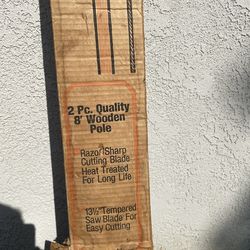 2 Pc. Quality
8' Wooden
Pole
Razor Sharp
Cutting Blade
Heat Treated
For Long Life
13½" Tempered
Saw Blade For
Easy Cutting